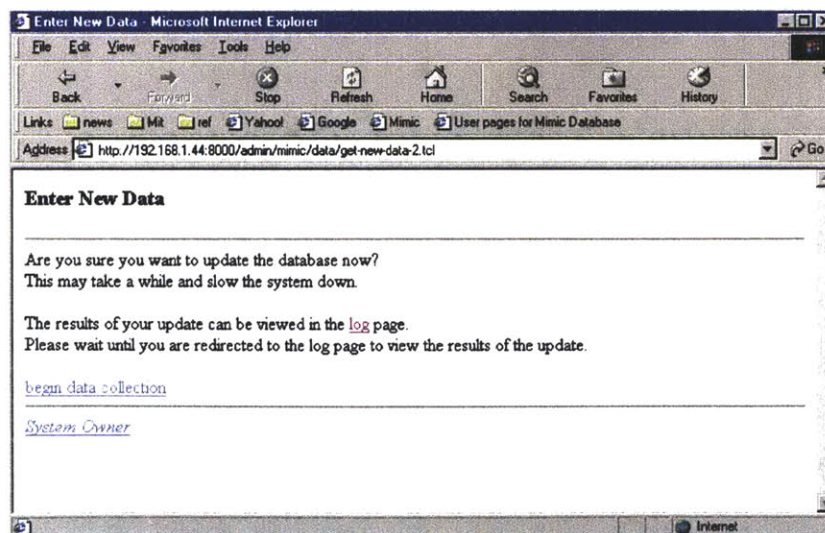 Enter New Data - Microsoft Internet Explorer
File Edit View Favorites Tools Help
Back Forward Stop Refresh Home Search Favorites History
Links news Mit ref Yahoo! Google Mimic User pages for Mimic Database
Address http://192.168.1.44:8000/admin/mimic/data/get-new-data-2.tcl Go
Enter New Data
Are you sure you want to update the database now?
This may take a while and slow the system down.
The results of your update can be viewed in the log page.
Please wait until you are redirected to the log page to view the results of the update.
begin data collection
System Owner
Internet